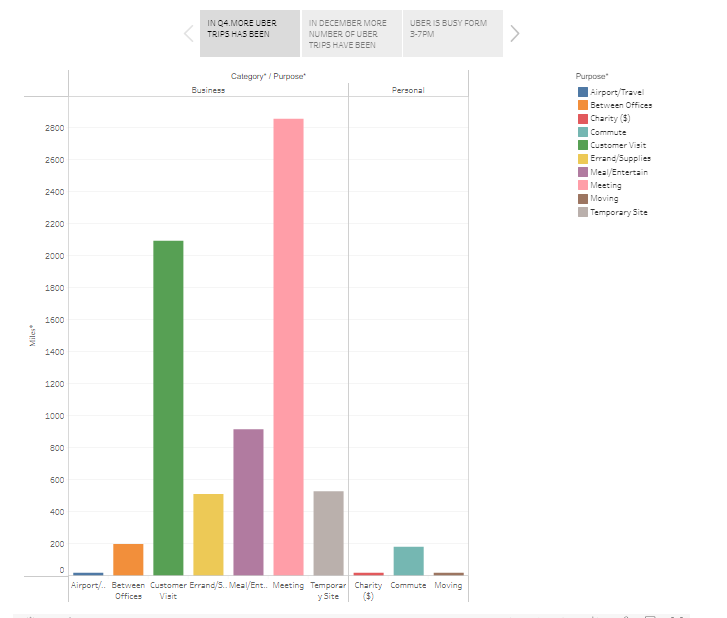 IN Q4 MORE UBER
TRIPS HAS BEEN
IN DECEMBER MORE
NUMBER OF UBER
TRIPS HAVE BEEN
UBER IS BUSY FORM
3-7PM
Category* / Purpose*
Business
Personal
Miles*
2800
2600
2400
2200
2000
1800
1600
1400
1200
1000
800
600
400
200
0
Airport/..
Between
Offices
Customer
Visit
Errand/S..
Meal/Ent..
Meeting
Temporar
y Site
Charity
($)
Commute
Moving
Purpose*
Airport/Travel
Between Offices
Charity ($)
Commute
Customer Visit
Errand/Supplies
Meal/Entertain
Meeting
Moving
Temporary Site